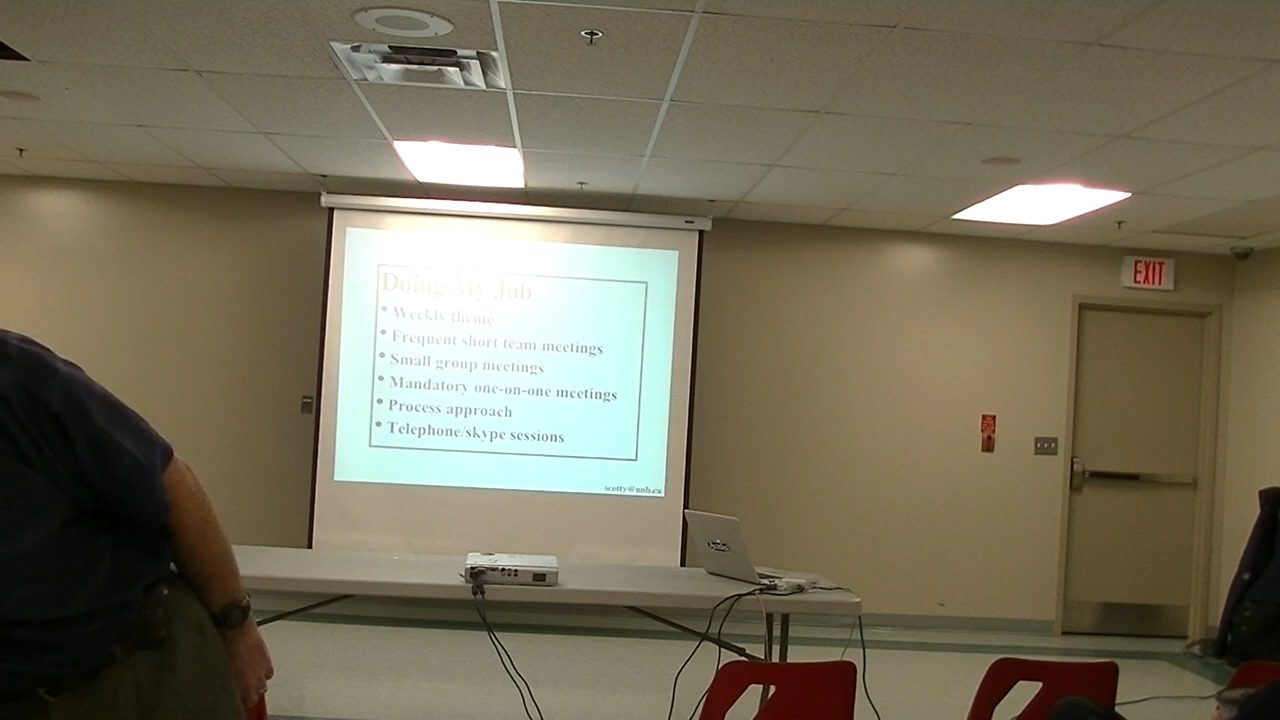 Doing My Job
• Weekly theme
• Frequent short team meetings
• Small group meetings
• Mandatory one-on-one meetings
• Process approach
• Telephone/skype sessions
scotty@unb.ca
EXIT